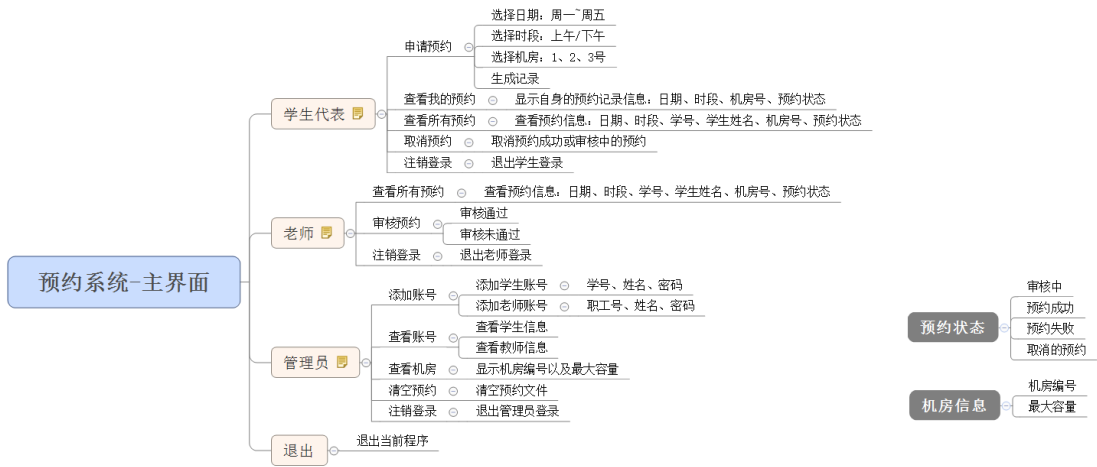 预约系统-主界面
学生代表
申请预约
选择日期：周一~周五
选择时段：上午/下午
选择机房：1、2、3号
生成记录
查看我的预约
显示自身的预约记录信息：日期、时段、机房号、预约状态
查看所有预约
查看预约信息：日期、时段、学号、学生姓名、机房号、预约状态
取消预约
取消预约成功或审核中的预约
注销登录
退出学生登录
老师
查看所有预约
查看预约信息：日期、时段、学号、学生姓名、机房号、预约状态
审核预约
审核通过
审核未通过
注销登录
退出老师登录
管理员
添加账号
添加学生账号
学号、姓名、密码
添加老师账号
职工号、姓名、密码
查看账号
查看学生信息
查看教师信息
查看机房
显示机房编号以及最大容量
清空预约
清空预约文件
注销登录
退出管理员登录
退出
退出当前程序
预约状态
审核中
预约成功
预约失败
取消的预约
机房信息
机房编号
最大容量